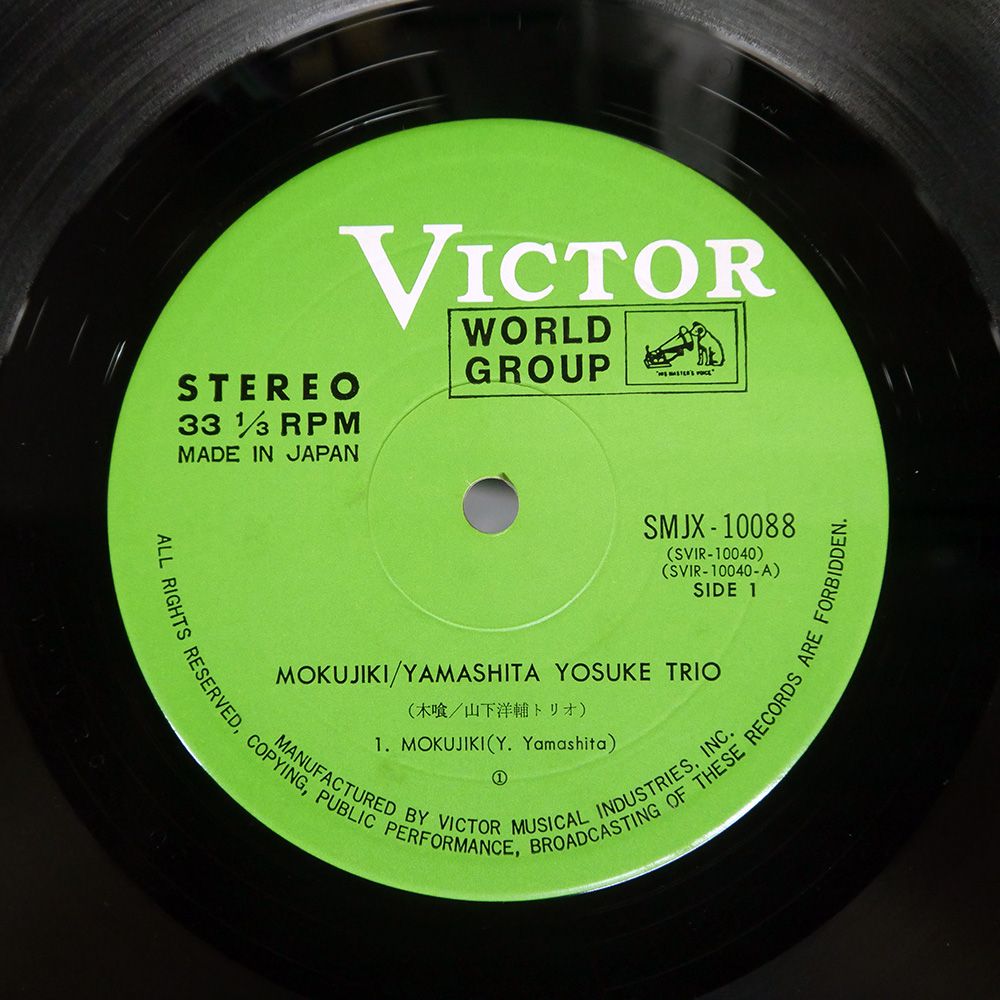 VICTOR
WORLD
GROUP
"HIS MASTER'S VOICE"
STEREO
33 1/3 RPM
MADE IN JAPAN
SMJX-10088
(SVIR-10040)
(SVIR-10040-A)
SIDE 1
MOKUJIKI/YAMASHITA YOSUKE TRIO
(木喰/山下洋輔トリオ)
1. MOKUJIKI(Y. Yamashita)
①
MANUFACTURED BY VICTOR MUSICAL INDUSTRIES, INC.
ALL RIGHTS RESERVED, COPYING, PUBLIC PERFORMANCE, BROADCASTING OF THESE RECORDS ARE FORBIDDEN.